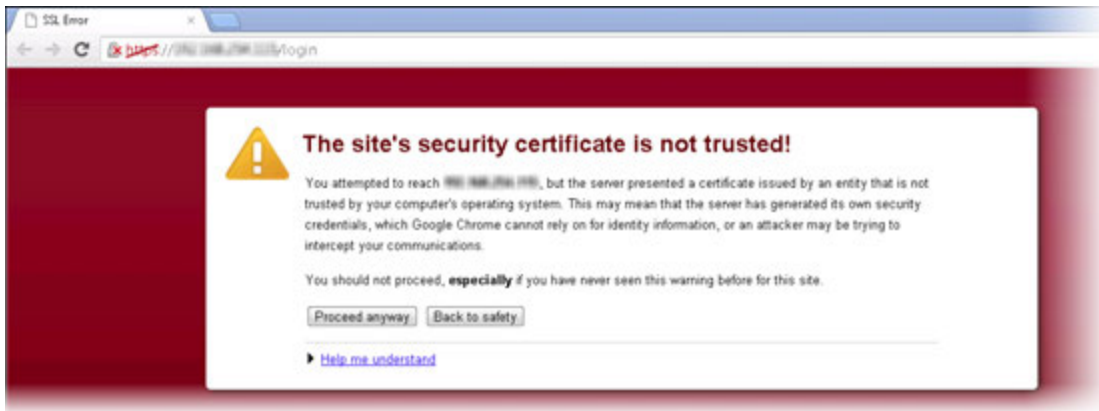 SSL Error
https:// /login
The site's security certificate is not trusted!
You attempted to reach , but the server presented a certificate issued by an entity that is not
trusted by your computer's operating system. This may mean that the server has generated its own security
credentials, which Google Chrome cannot rely on for identity information, or an attacker may be trying to
intercept your communications.
You should not proceed, especially if you have never seen this warning before for this site.
Proceed anyway Back to safety
Help me understand